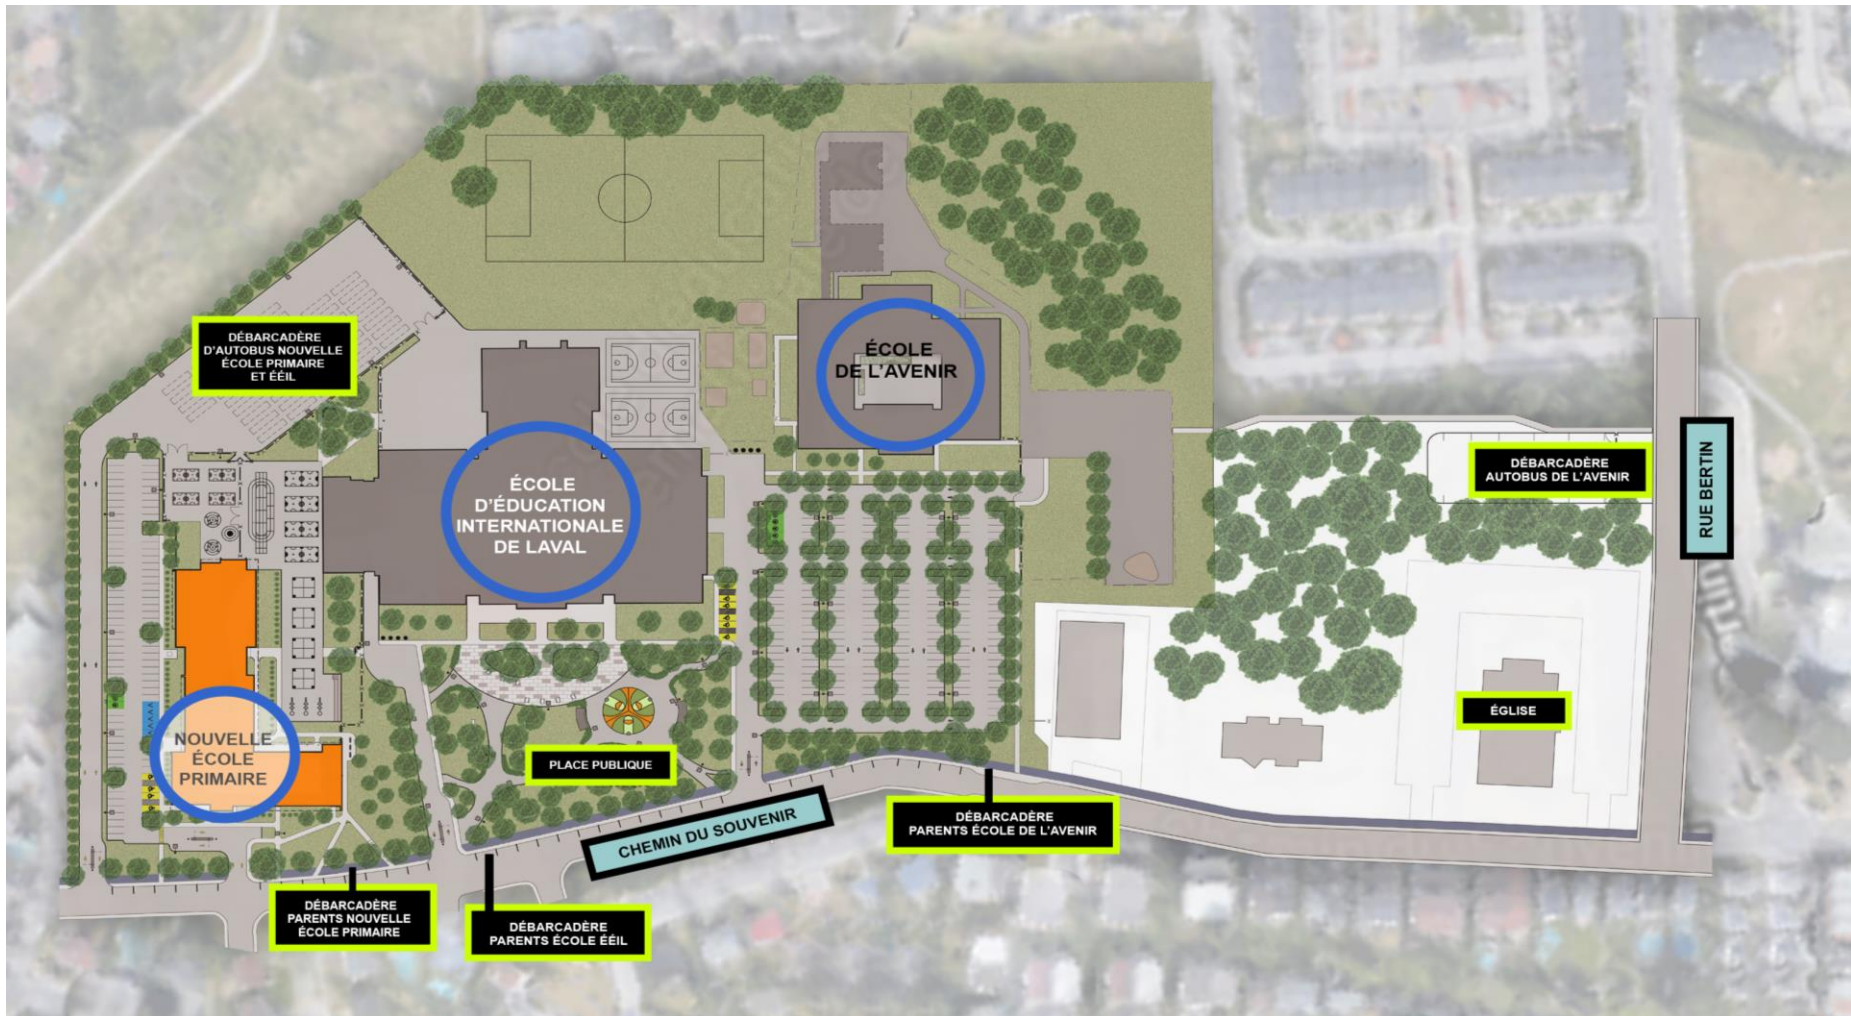 DÉBARCADÈRE
D'AUTOBUS NOUVELLE
ÉCOLE PRIMAIRE
ET ÉÉIL
ÉCOLE
DE L'AVENIR
ÉCOLE
D'ÉDUCATION
INTERNATIONALE
DE LAVAL
DÉBARCADÈRE
AUTOBUS DE L'AVENIR
RUE BERTIN
NOUVELLE
ÉCOLE
PRIMAIRE
PLACE PUBLIQUE
ÉGLISE
CHEMIN DU SOUVENIR
DÉBARCADÈRE
PARENTS ÉCOLE DE L'AVENIR
DÉBARCADÈRE
PARENTS NOUVELLE
ÉCOLE PRIMAIRE
DÉBARCADÈRE
PARENTS ÉCOLE ÉÉIL